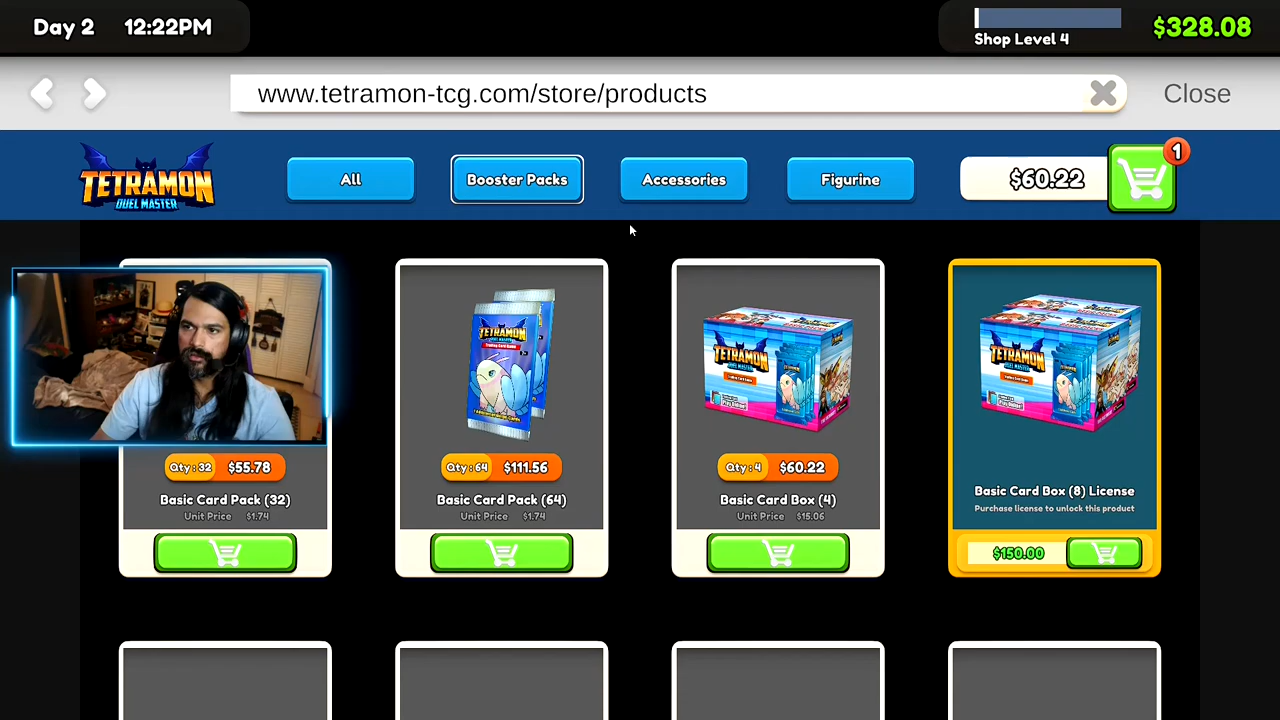 Day 2 12:22PM
Shop Level 4
$328.08
www.tetramon-tcg.com/store/products
Close
TETRAMON
DUEL MASTER
All
Booster Packs
Accessories
Figurine
$60.22
1
Qty : 32 $55.78
Basic Card Pack (32)
Unit Price $1.74
TETRAMON
Qty : 64 $111.56
Basic Card Pack (64)
Unit Price $1.74
TETRAMON
Qty : 4 $60.22
Basic Card Box (4)
Unit Price $15.06
TETRAMON
Basic Card Box (8) License
Purchase license to unlock this product
$150.00